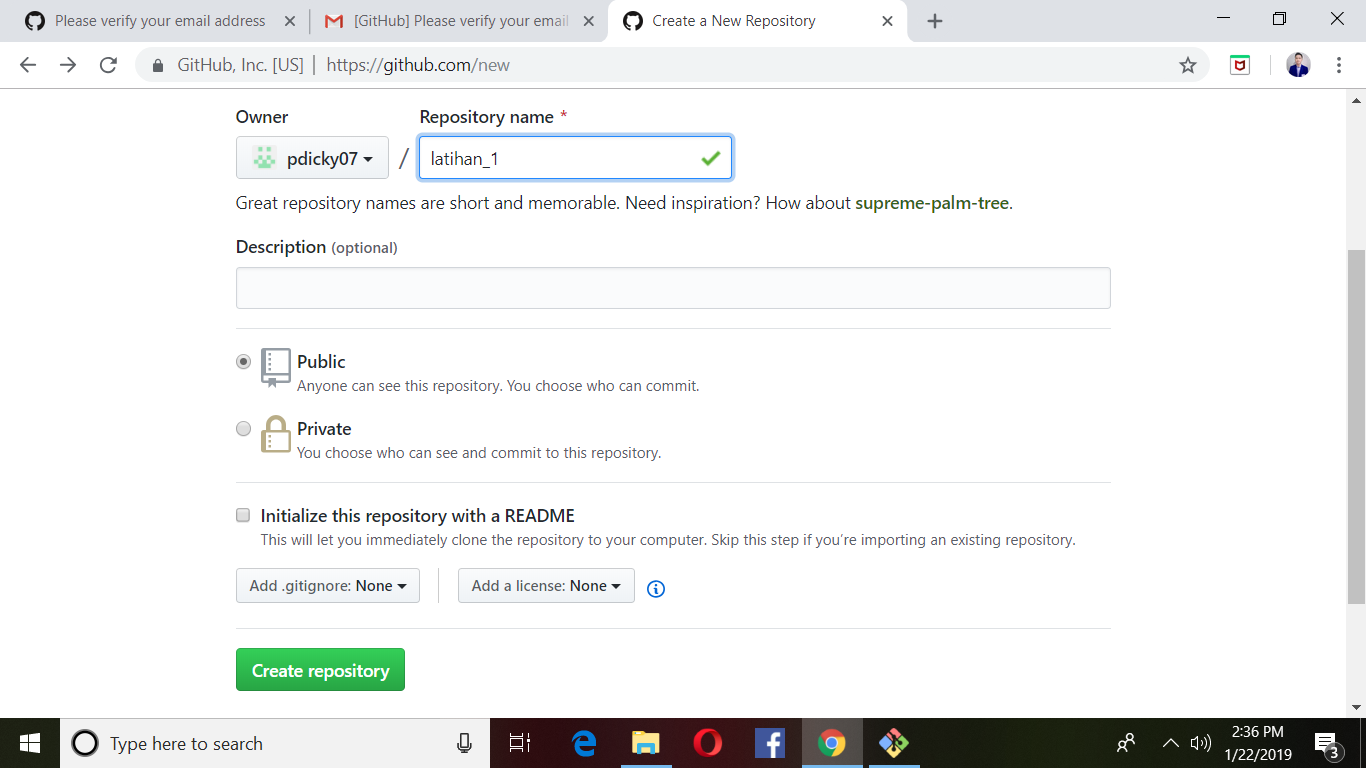 Please verify your email address
[GitHub] Please verify your email
Create a New Repository
GitHub, Inc. [US] | https://github.com/new
Owner
Repository name *
pdicky07 / latihan_1
Great repository names are short and memorable. Need inspiration? How about supreme-palm-tree.
Description (optional)
Public
Anyone can see this repository. You choose who can commit.
Private
You choose who can see and commit to this repository.
Initialize this repository with a README
This will let you immediately clone the repository to your computer. Skip this step if you’re importing an existing repository.
Add .gitignore: None
Add a license: None
Create repository
Type here to search
2:36 PM
1/22/2019
3